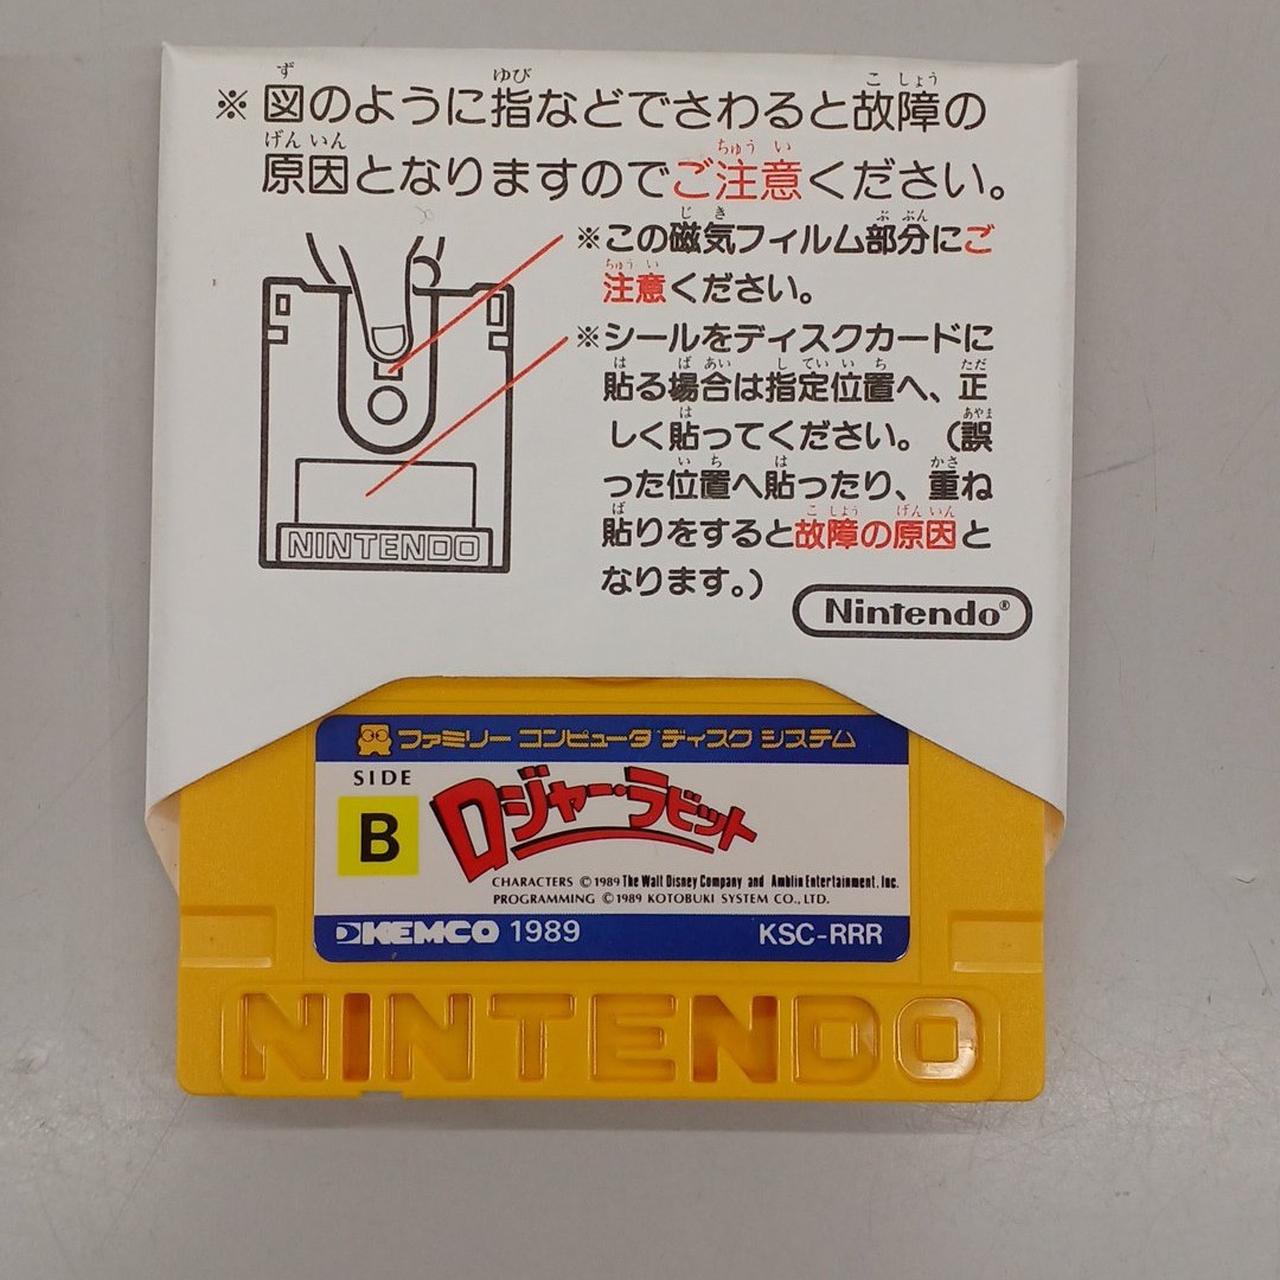 ※図のように指などでさわると故障の
原因となりますのでご注意ください。
※この磁気フィルム部分にご
注意ください。
※シールをディスクカードに
貼る場合は指定位置へ、正
しく貼ってください。(誤
った位置へ貼ったり、重ね
貼りをすると故障の原因と
なります。)
NINTENDO
Nintendo®
ファミリー コンピュータ ディスク システム
SIDE
B
ロジャー・ラビット
CHARACTERS ©1989 The Walt Disney Company and Amblin Entertainment, Inc.
PROGRAMMING ©1989 KOTOBUKI SYSTEM CO., LTD.
KEMCO 1989 KSC-RRR
NINTENDO